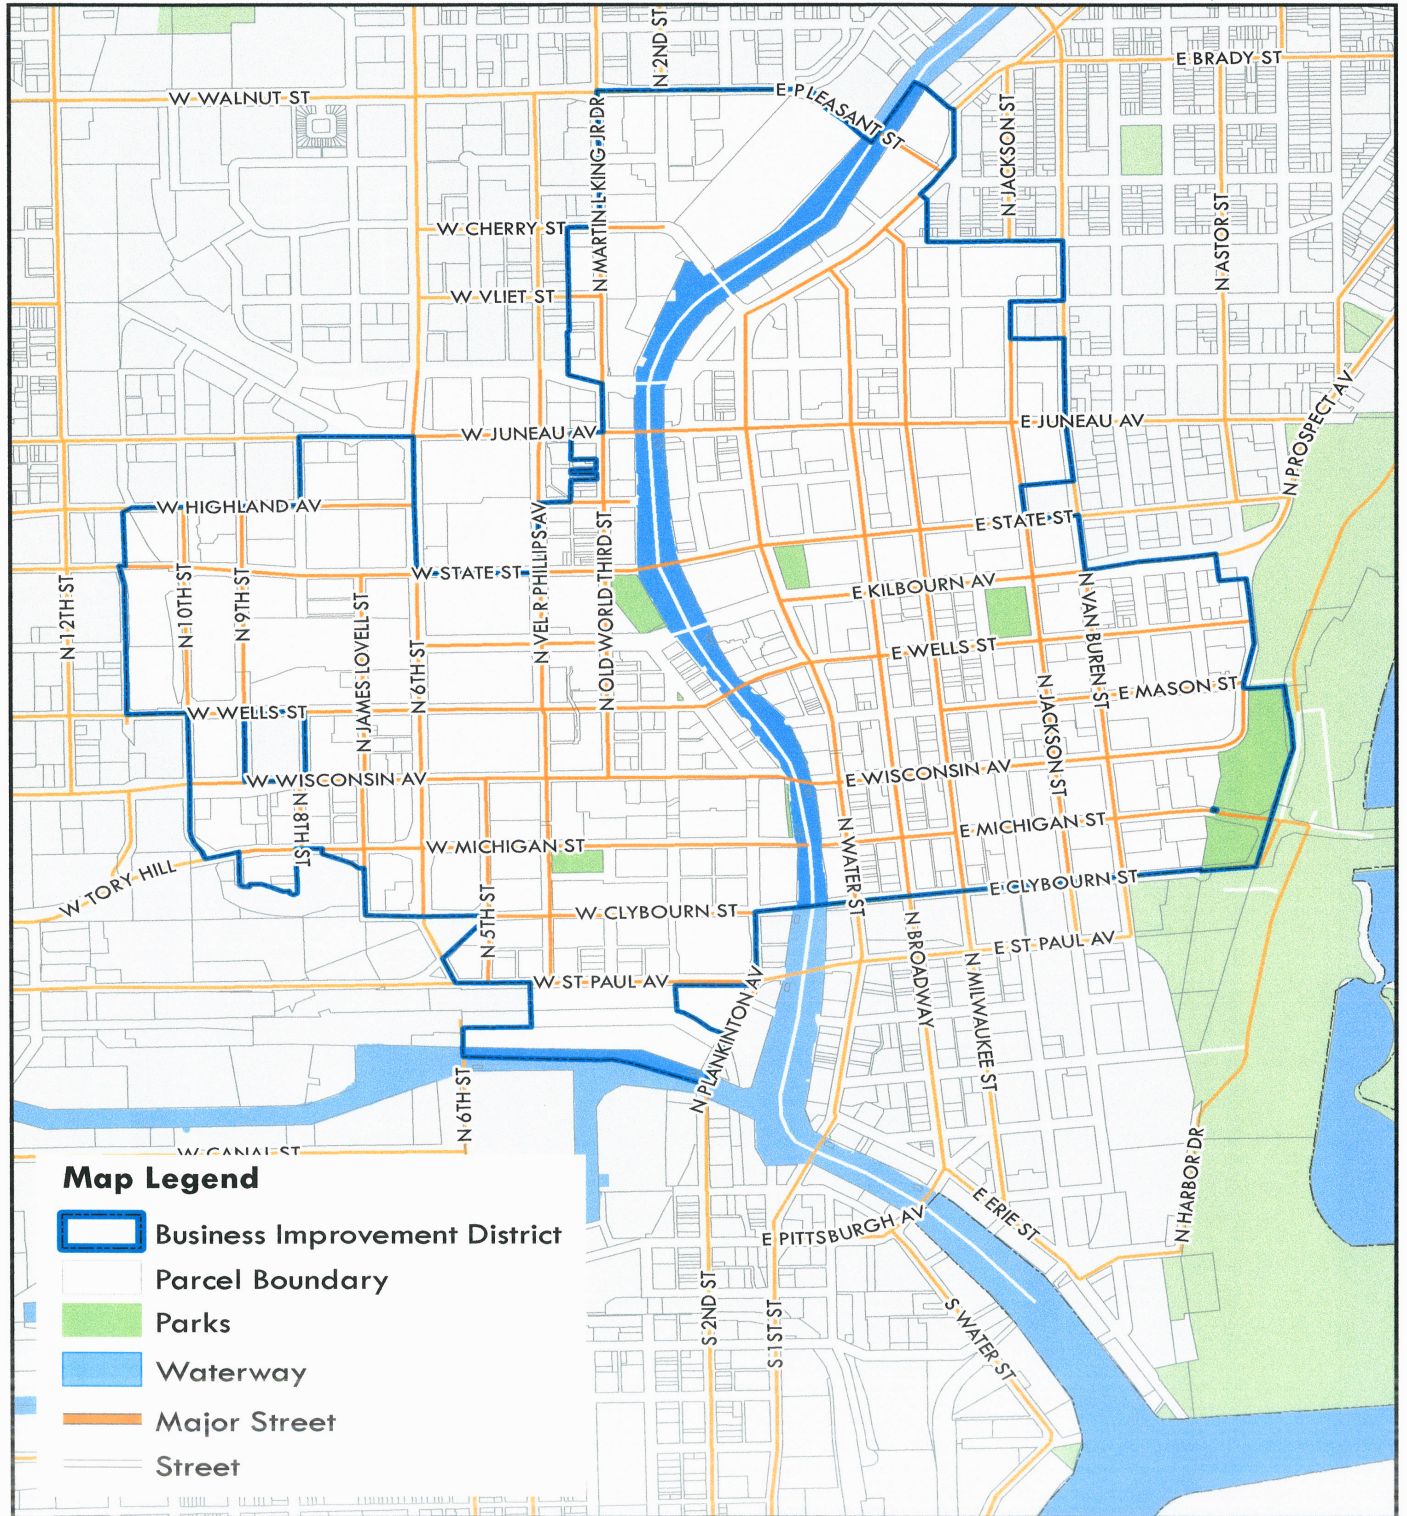 N 2ND ST
E BRADY ST
W WALNUT ST
E PLEASANT ST
N MARTIN L KING JR DR
N JACKSON ST
N ASTOR ST
W CHERRY ST
W VLIET ST
N PROSPECT AV
W JUNEAU AV
E JUNEAU AV
W HIGHLAND AV
E STATE ST
N VEL R PHILLIPS AV
N OLD WORLD THIRD ST
W STATE ST
N 12TH ST
N 10TH ST
N 9TH ST
N JAMES LOVELL ST
N 6TH ST
E KILBOURN AV
N VAN BUREN ST
E WELLS ST
N JACKSON ST
E MASON ST
W WELLS ST
W WISCONSIN AV
E WISCONSIN AV
N 8TH ST
N WATER ST
E MICHIGAN ST
W MICHIGAN ST
W TORY HILL
E CLYBOURN ST
N 5TH ST
W CLYBOURN ST
N BROADWAY
E ST PAUL AV
N MILWAUKEE ST
W ST PAUL AV
N PLANKINTON AV
N 6TH ST
W CANAL ST
N HARBOR DR
E ERIE ST
E PITTSBURGH AV
S 2ND ST
S 1ST ST
S WATER ST
Map Legend
Business Improvement District
Parcel Boundary
Parks
Waterway
Major Street
Street